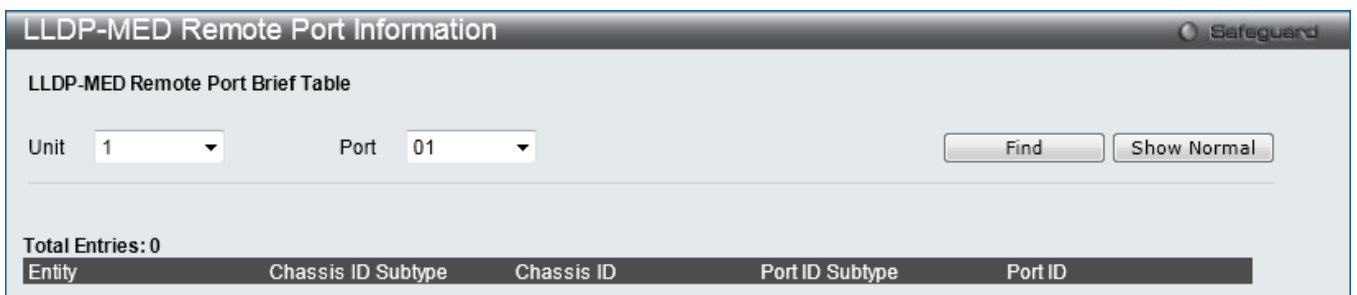 LLDP-MED Remote Port Information Safeguard
LLDP-MED Remote Port Brief Table
Unit 1 Port 01 Find Show Normal
Total Entries: 0
Entity Chassis ID Subtype Chassis ID Port ID Subtype Port ID